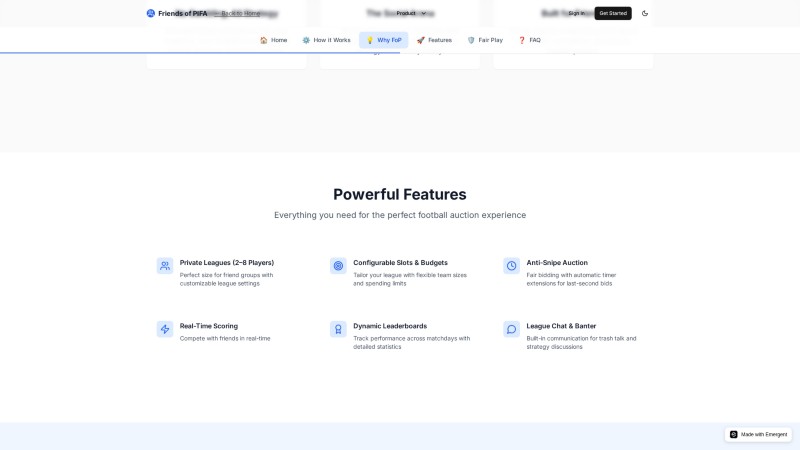 Friends of PIFA
Back to Home
Product
Sign In
Get Started
🏠 Home
⚙️ How it Works
💡 Why FoP
🚀 Features
🛡️ Fair Play
❓ FAQ
Powerful Features
Everything you need for the perfect football auction experience
Private Leagues (2–8 Players)
Perfect size for friend groups with
customizable league settings
Configurable Slots & Budgets
Tailor your league with flexible team sizes
and spending limits
Anti-Snipe Auction
Fair bidding with automatic timer
extensions for last-second bids
Real-Time Scoring
Compete with friends in real-time
Dynamic Leaderboards
Track performance across matchdays with
detailed statistics
League Chat & Banter
Built-in communication for trash talk and
strategy discussions
Made with Emergent